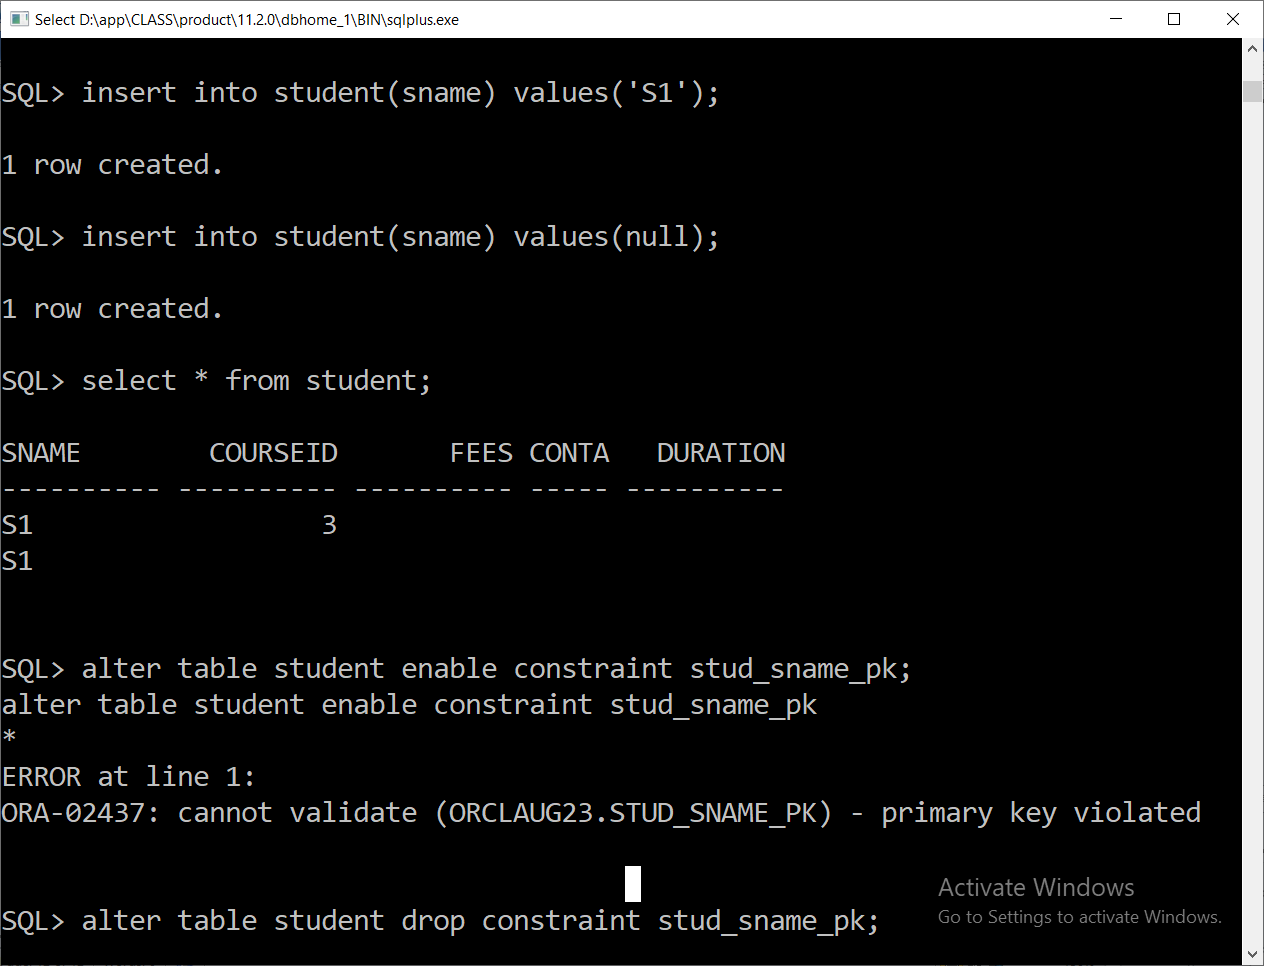 Select D:\app\CLASS\product\11.2.0\dbhome_1\BIN\sqlplus.exe
SQL> insert into student(sname) values('S1');
1 row created.
SQL> insert into student(sname) values(null);
1 row created.
SQL> select * from student;
SNAME        COURSEID       FEES CONTA   DURATION
---------- ---------- ---------- ----- ----------
S1                  3
S1
SQL> alter table student enable constraint stud_sname_pk;
alter table student enable constraint stud_sname_pk
*
ERROR at line 1:
ORA-02437: cannot validate (ORCLAUG23.STUD_SNAME_PK) - primary key violated
Activate Windows
Go to Settings to activate Windows.
SQL> alter table student drop constraint stud_sname_pk;